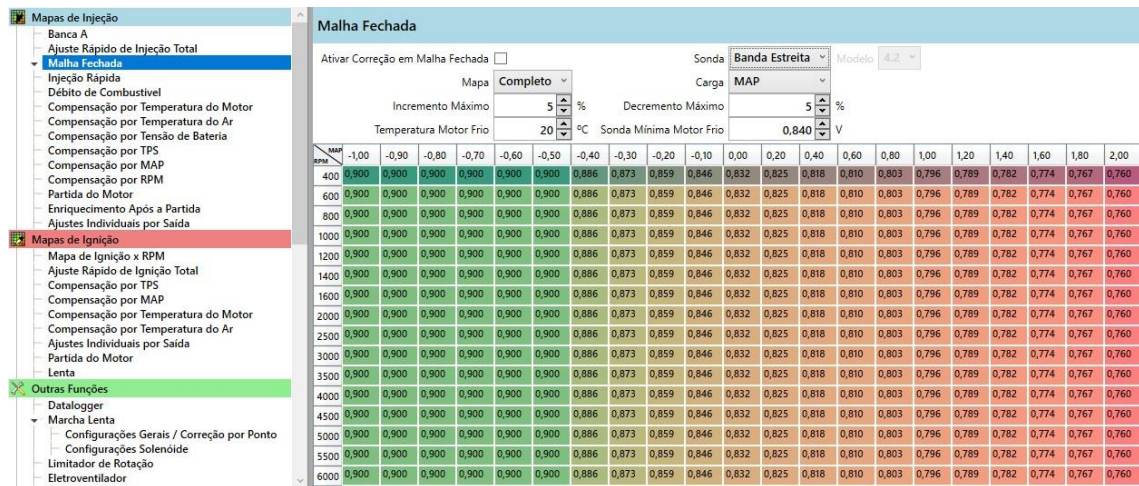 Mapas de Injeção
Banca A
Ajuste Rápido de Injeção Total
Malha Fechada
Injeção Rápida
Débito de Combustível
Compensação por Temperatura do Motor
Compensação por Temperatura do Ar
Compensação por Tensão de Bateria
Compensação por TPS
Compensação por MAP
Compensação por RPM
Partida do Motor
Enriquecimento Após a Partida
Ajustes Individuais por Saída
Mapas de Ignição
Mapa de Ignição x RPM
Ajuste Rápido de Ignição Total
Compensação por TPS
Compensação por MAP
Compensação por Temperatura do Motor
Compensação por Temperatura do Ar
Ajustes Individuais por Saída
Partida do Motor
Lenta
Outras Funções
Datalogger
Marcha Lenta
Configurações Gerais / Correção por Ponto
Configurações Solenóide
Limitador de Rotação
Eletroventilador
Malha Fechada
Ativar Correção em Malha Fechada Sonda Banda Estreita Modelo 4.2
Mapa Completo Carga MAP
Incremento Máximo 5 % Decremento Máximo 5 %
Temperatura Motor Frio 20 ºC Sonda Mínima Motor Frio 0,840 V
RPM MAP -1,00 -0,90 -0,80 -0,70 -0,60 -0,50 -0,40 -0,30 -0,20 -0,10 0,00 0,20 0,40 0,60 0,80 1,00 1,20 1,40 1,60 1,80 2,00
400 0,900 0,900 0,900 0,900 0,900 0,900 0,886 0,873 0,859 0,846 0,832 0,825 0,818 0,810 0,803 0,796 0,789 0,782 0,774 0,767 0,760
600 0,900 0,900 0,900 0,900 0,900 0,900 0,886 0,873 0,859 0,846 0,832 0,825 0,818 0,810 0,803 0,796 0,789 0,782 0,774 0,767 0,760
800 0,900 0,900 0,900 0,900 0,900 0,900 0,886 0,873 0,859 0,846 0,832 0,825 0,818 0,810 0,803 0,796 0,789 0,782 0,774 0,767 0,760
1000 0,900 0,900 0,900 0,900 0,900 0,900 0,886 0,873 0,859 0,846 0,832 0,825 0,818 0,810 0,803 0,796 0,789 0,782 0,774 0,767 0,760
1200 0,900 0,900 0,900 0,900 0,900 0,900 0,886 0,873 0,859 0,846 0,832 0,825 0,818 0,810 0,803 0,796 0,789 0,782 0,774 0,767 0,760
1400 0,900 0,900 0,900 0,900 0,900 0,900 0,886 0,873 0,859 0,846 0,832 0,825 0,818 0,810 0,803 0,796 0,789 0,782 0,774 0,767 0,760
1600 0,900 0,900 0,900 0,900 0,900 0,900 0,886 0,873 0,859 0,846 0,832 0,825 0,818 0,810 0,803 0,796 0,789 0,782 0,774 0,767 0,760
2000 0,900 0,900 0,900 0,900 0,900 0,900 0,886 0,873 0,859 0,846 0,832 0,825 0,818 0,810 0,803 0,796 0,789 0,782 0,774 0,767 0,760
2500 0,900 0,900 0,900 0,900 0,900 0,900 0,886 0,873 0,859 0,846 0,832 0,825 0,818 0,810 0,803 0,796 0,789 0,782 0,774 0,767 0,760
3000 0,900 0,900 0,900 0,900 0,900 0,900 0,886 0,873 0,859 0,846 0,832 0,825 0,818 0,810 0,803 0,796 0,789 0,782 0,774 0,767 0,760
3500 0,900 0,900 0,900 0,900 0,900 0,900 0,886 0,873 0,859 0,846 0,832 0,825 0,818 0,810 0,803 0,796 0,789 0,782 0,774 0,767 0,760
4000 0,900 0,900 0,900 0,900 0,900 0,900 0,886 0,873 0,859 0,846 0,832 0,825 0,818 0,810 0,803 0,796 0,789 0,782 0,774 0,767 0,760
4500 0,900 0,900 0,900 0,900 0,900 0,900 0,886 0,873 0,859 0,846 0,832 0,825 0,818 0,810 0,803 0,796 0,789 0,782 0,774 0,767 0,760
5000 0,900 0,900 0,900 0,900 0,900 0,900 0,886 0,873 0,859 0,846 0,832 0,825 0,818 0,810 0,803 0,796 0,789 0,782 0,774 0,767 0,760
5500 0,900 0,900 0,900 0,900 0,900 0,900 0,886 0,873 0,859 0,846 0,832 0,825 0,818 0,810 0,803 0,796 0,789 0,782 0,774 0,767 0,760
6000 0,900 0,900 0,900 0,900 0,900 0,900 0,886 0,873 0,859 0,846 0,832 0,825 0,818 0,810 0,803 0,796 0,789 0,782 0,774 0,767 0,760